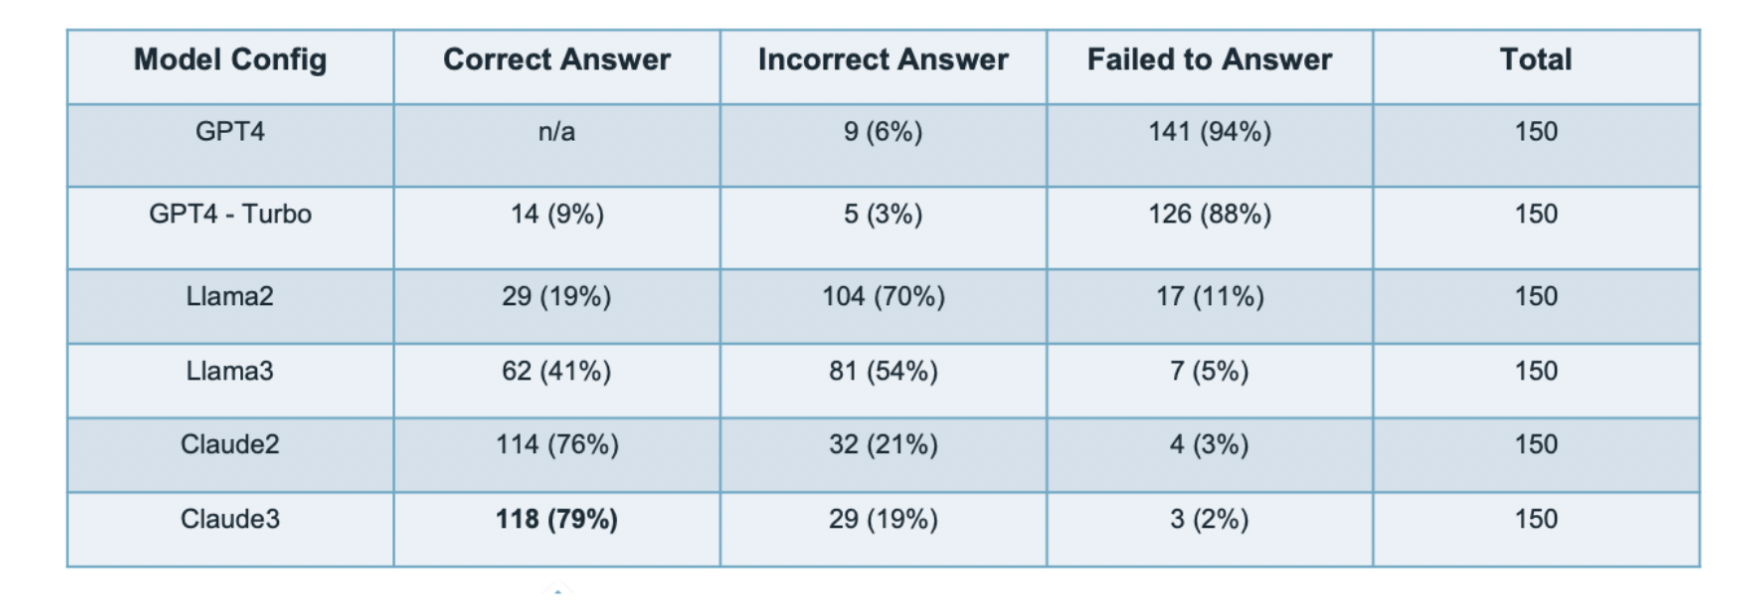 Model Config Correct Answer Incorrect Answer Failed to Answer Total
GPT4 n/a 9 (6%) 141 (94%) 150
GPT4 - Turbo 14 (9%) 5 (3%) 126 (88%) 150
Llama2 29 (19%) 104 (70%) 17 (11%) 150
Llama3 62 (41%) 81 (54%) 7 (5%) 150
Claude2 114 (76%) 32 (21%) 4 (3%) 150
Claude3 118 (79%) 29 (19%) 3 (2%) 150